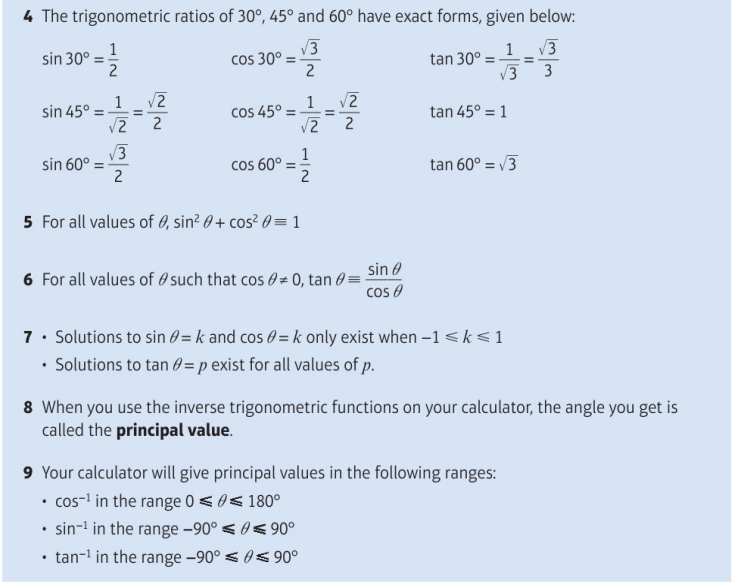 4 The trigonometric ratios of 30°, 45° and 60° have exact forms, given below:
sin 30° = 1/2 cos 30° = √3/2 tan 30° = 1/√3 = √3/3
sin 45° = 1/√2 = √2/2 cos 45° = 1/√2 = √2/2 tan 45° = 1
sin 60° = √3/2 cos 60° = 1/2 tan 60° = √3
5 For all values of θ, sin² θ + cos² θ ≡ 1
6 For all values of θ such that cos θ ≠ 0, tan θ ≡ sin θ/cos θ
7 • Solutions to sin θ = k and cos θ = k only exist when −1 ⩽ k ⩽ 1
• Solutions to tan θ = p exist for all values of p.
8 When you use the inverse trigonometric functions on your calculator, the angle you get is
called the principal value.
9 Your calculator will give principal values in the following ranges:
• cos⁻¹ in the range 0 ⩽ θ ⩽ 180°
• sin⁻¹ in the range −90° ⩽ θ ⩽ 90°
• tan⁻¹ in the range −90° ⩽ θ ⩽ 90°